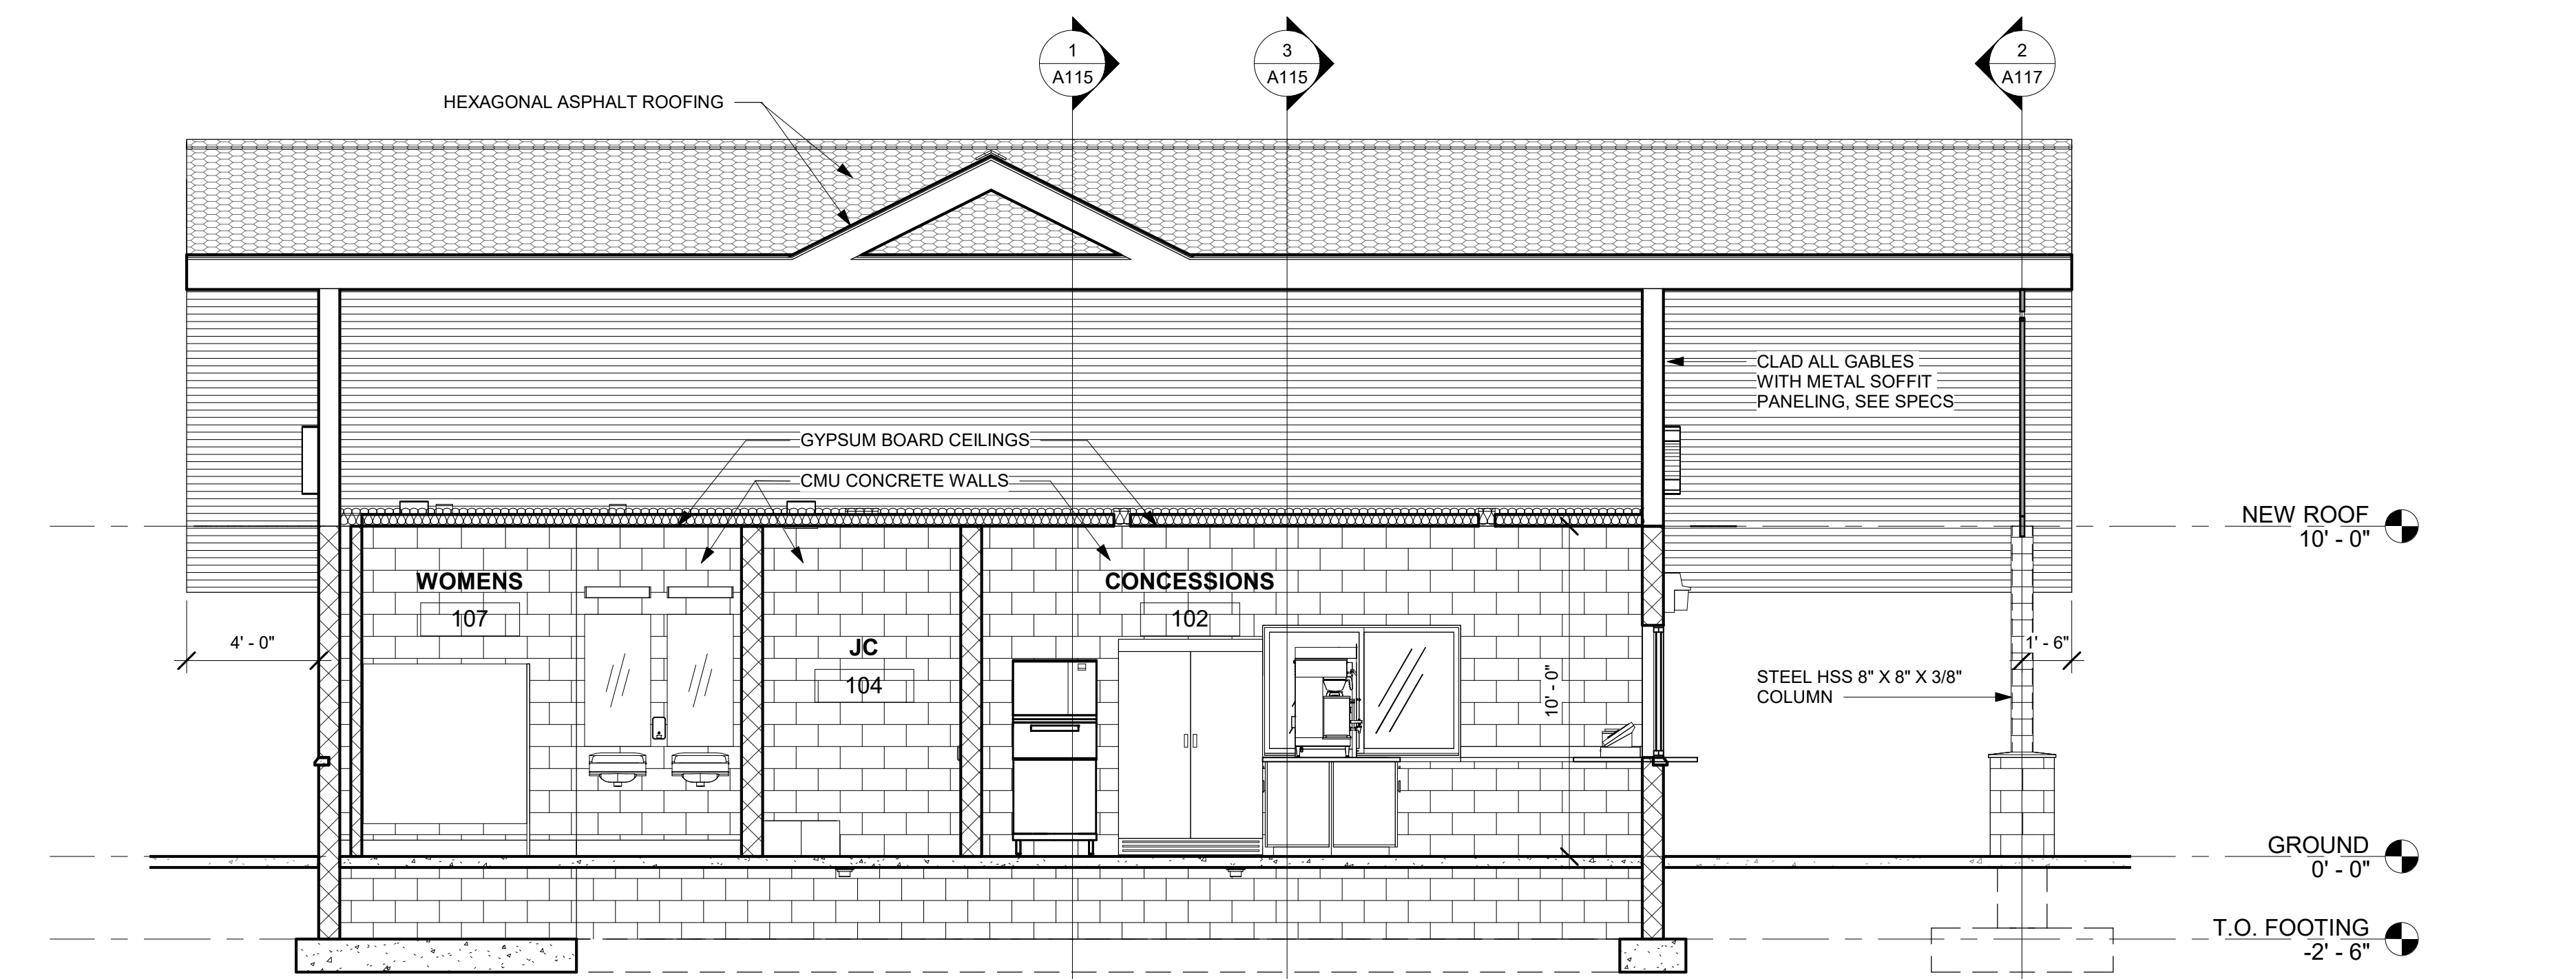 1
A115
3
A115
2
A117
HEXAGONAL ASPHALT ROOFING
CLAD ALL GABLES
WITH METAL SOFFIT
PANELING, SEE SPECS
GYPSUM BOARD CEILINGS
CMU CONCRETE WALLS
NEW ROOF
10' - 0"
WOMENS
107
CONCESSIONS
102
JC
104
4' - 0"
10' - 0"
1' - 6"
STEEL HSS 8" X 8" X 3/8"
COLUMN
GROUND
0' - 0"
T.O. FOOTING
-2' - 6"